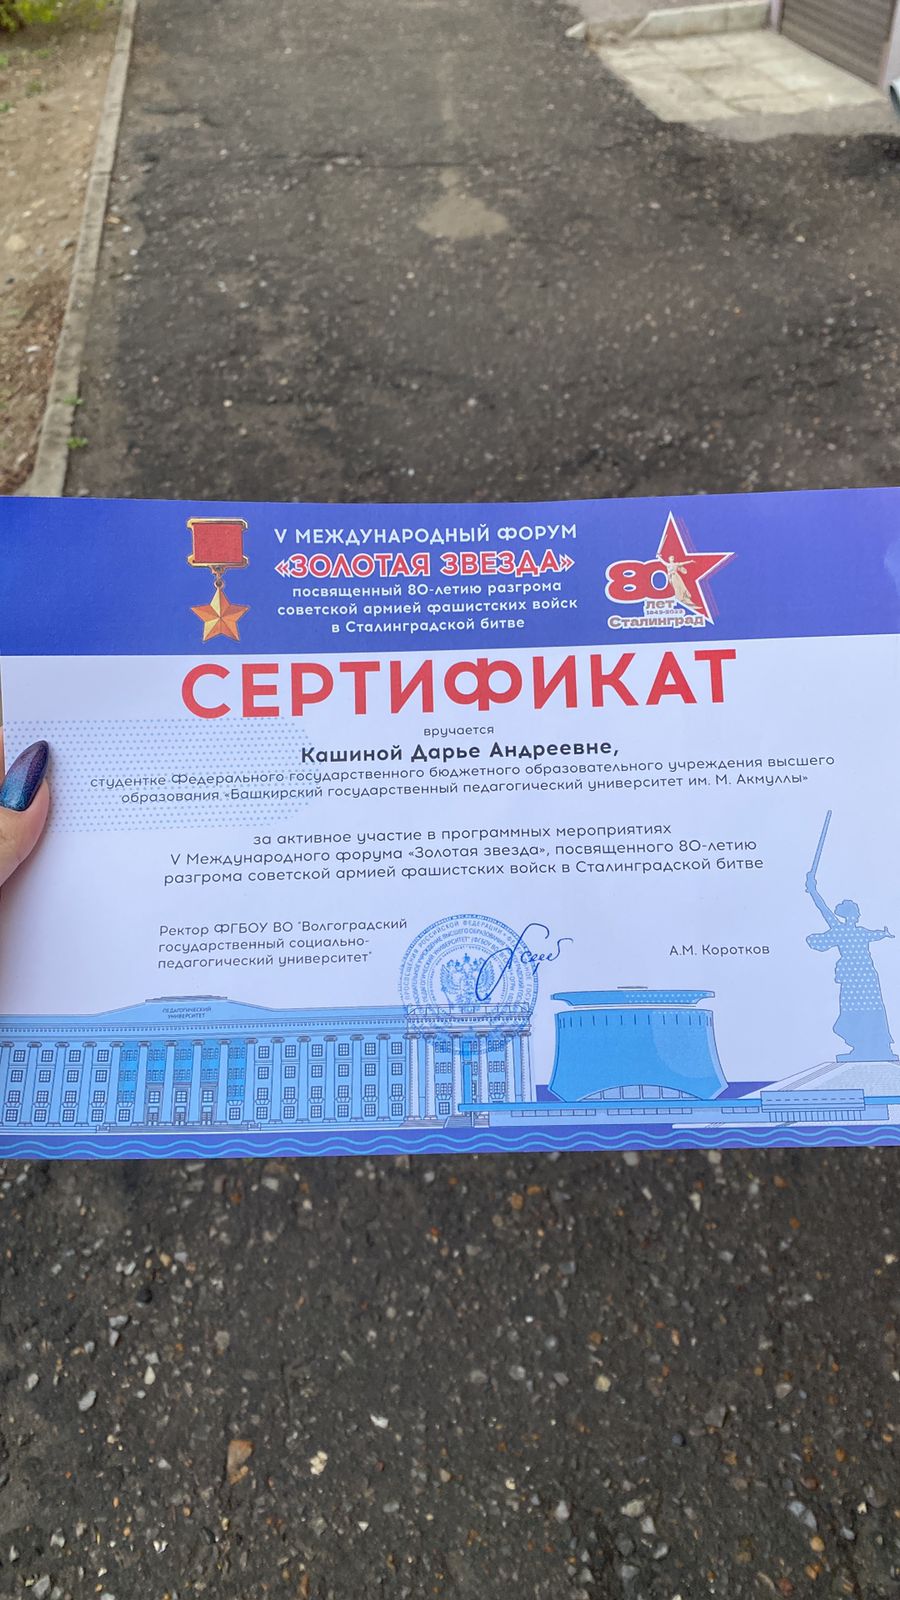 V МЕЖДУНАРОДНЫЙ ФОРУМ
«ЗОЛОТАЯ ЗВЕЗДА»
посвященный 80-летию разгрома
советской армией фашистских войск
в Сталинградской битве
80
лет
1943-2023
Сталинград
СЕРТИФИКАТ
вручается
Кашиной Дарье Андреевне,
студентке Федерального государственного бюджетного образовательного учреждения высшего
образования «Башкирский государственный педагогический университет им. М. Акмуллы»
за активное участие в программных мероприятиях
V Международного форума «Золотая звезда», посвященного 80-летию
разгрома советской армией фашистских войск в Сталинградской битве
Ректор ФГБОУ ВО "Волгоградский
государственный социально-
педагогический университет"
А.М. Коротков
ПЕДАГОГИЧЕСКИЙ
УНИВЕРСИТЕТ